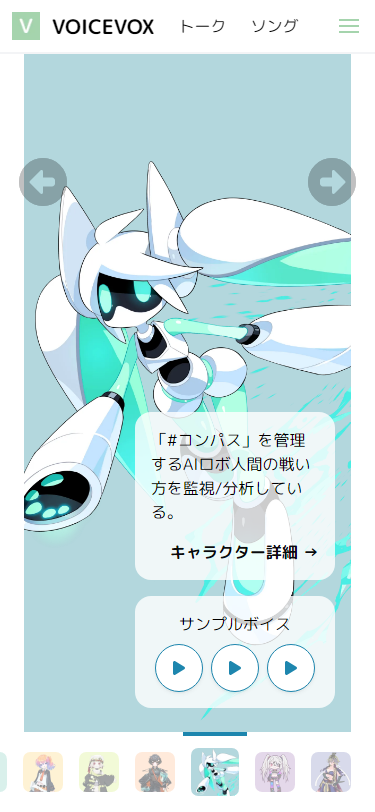 V VOICEVOX トーク ソング
「#コンパス」を管理
するAIロボ人間の戦い
方を監視/分析してい
る。
キャラクター詳細 →
サンプルボイス